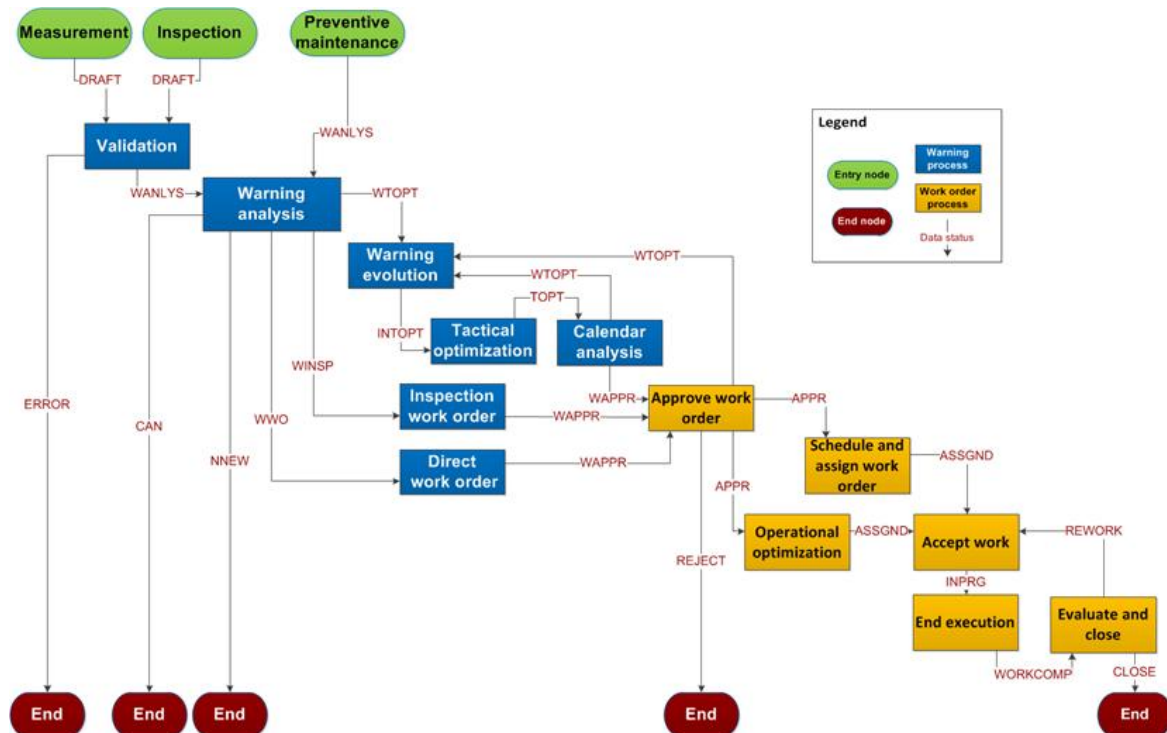 Measurement
Inspection
Preventive
maintenance
DRAFT
DRAFT
Validation
WANLYS
WANLYS
Warning
analysis
WTOPT
Legend
Entry node
Warning
process
End node
Work order
process
Data status
Warning
evolution
WTOPT
WTOPT
TOPT
INTOPT
Tactical
optimization
Calendar
analysis
WINSP
WAPPR
ERROR
CAN
NNEW
WWO
Inspection
work order
WAPPR
Approve work
order
APPR
Direct
work order
WAPPR
Schedule and
assign work
order
ASSGND
APPR
REJECT
Operational
optimization
ASSGND
Accept work
REWORK
INPRG
End execution
Evaluate and
close
WORKCOMP
CLOSE
End
End
End
End
End